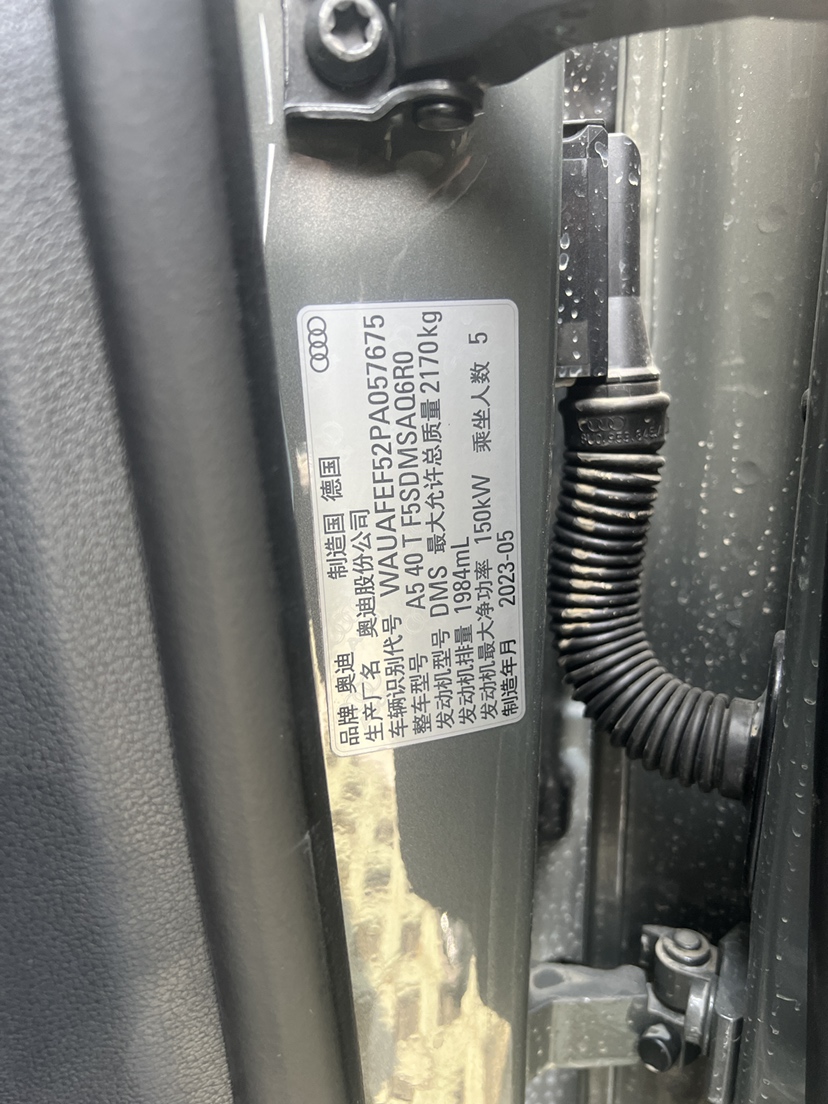 品牌 奥迪 制造国 德国
生产厂名 奥迪股份公司
车辆识别代号 WAUAFEF52PA057675
整车型号 A5 40 T F5SDMSAQ6R0
发动机型号 DMS 最大允许总质量 2170kg
发动机排量 1984mL
发动机最大净功率 150kW 乘坐人数 5
制造年月 2023-05